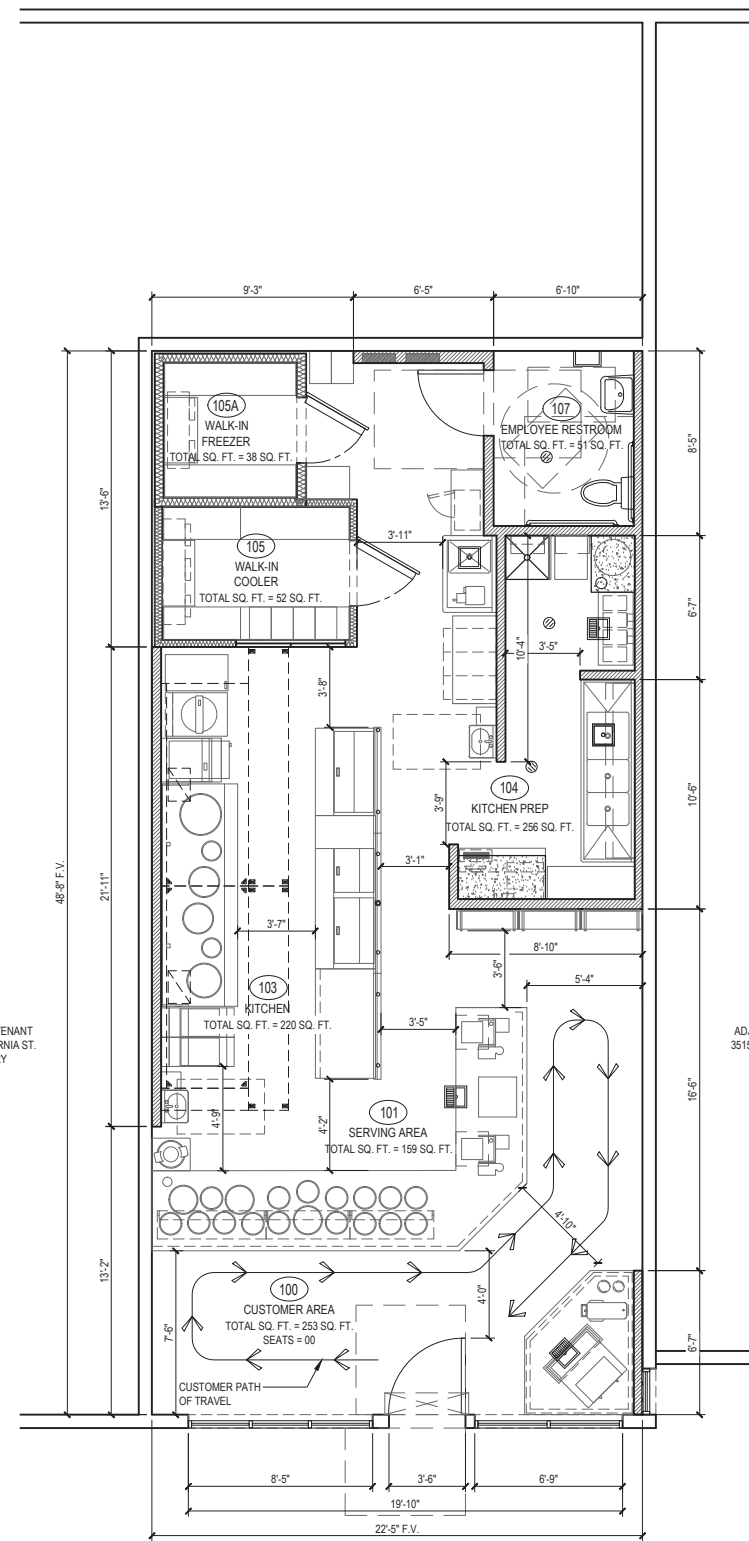 9'-3"
6'-5"
6'-10"
105A
WALK-IN
FREEZER
TOTAL SQ. FT. = 38 SQ. FT.
107
EMPLOYEE RESTROOM
TOTAL SQ. FT. = 51 SQ. FT.
8'-5"
13'-6"
105
WALK-IN
COOLER
TOTAL SQ. FT. = 52 SQ. FT.
3'-11"
10'-4"
3'-5"
6'-7"
3'-8"
104
KITCHEN PREP
TOTAL SQ. FT. = 256 SQ. FT.
3'-9"
10'-6"
48'-8" F.V.
21'-11"
3'-1"
3'-7"
8'-10"
3'-6"
5'-4"
103
KITCHEN
TOTAL SQ. FT. = 220 SQ. FT.
3'-5"
TENANT
RNIA ST.
RY
ADJ
3515
16'-6"
4'-9"
4'-2"
101
SERVING AREA
TOTAL SQ. FT. = 159 SQ. FT.
4'-10"
13'-2"
7'-6"
100
CUSTOMER AREA
TOTAL SQ. FT. = 253 SQ. FT.
SEATS = 00
4'-0"
6'-7"
CUSTOMER PATH
OF TRAVEL
8'-5"
3'-6"
6'-9"
19'-10"
22'-5" F.V.